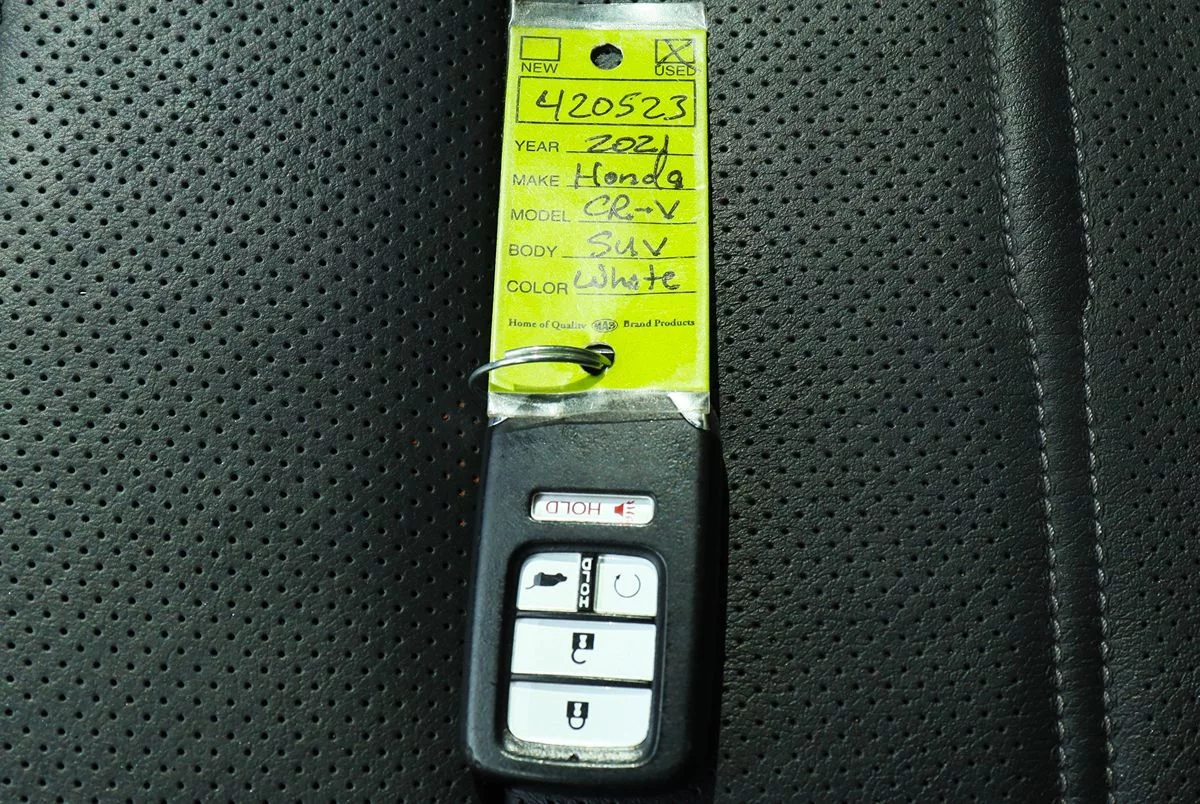 NEW USED
420523
YEAR 2021
MAKE Honda
MODEL CR-V
BODY SUV
COLOR White
Home of Quality MAB Brand Products
HOLD
HOLD